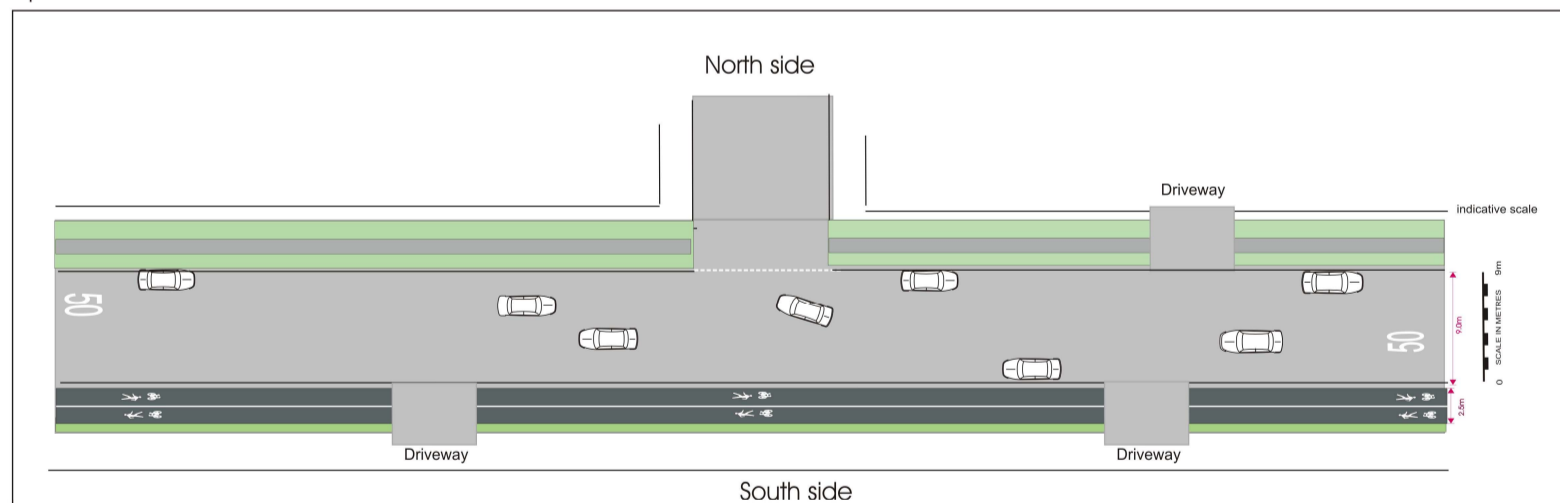 North side
Driveway
indicative scale
50
50
9.0m
0 SCALE IN METRES 9m
2.5m
Driveway
Driveway
South side